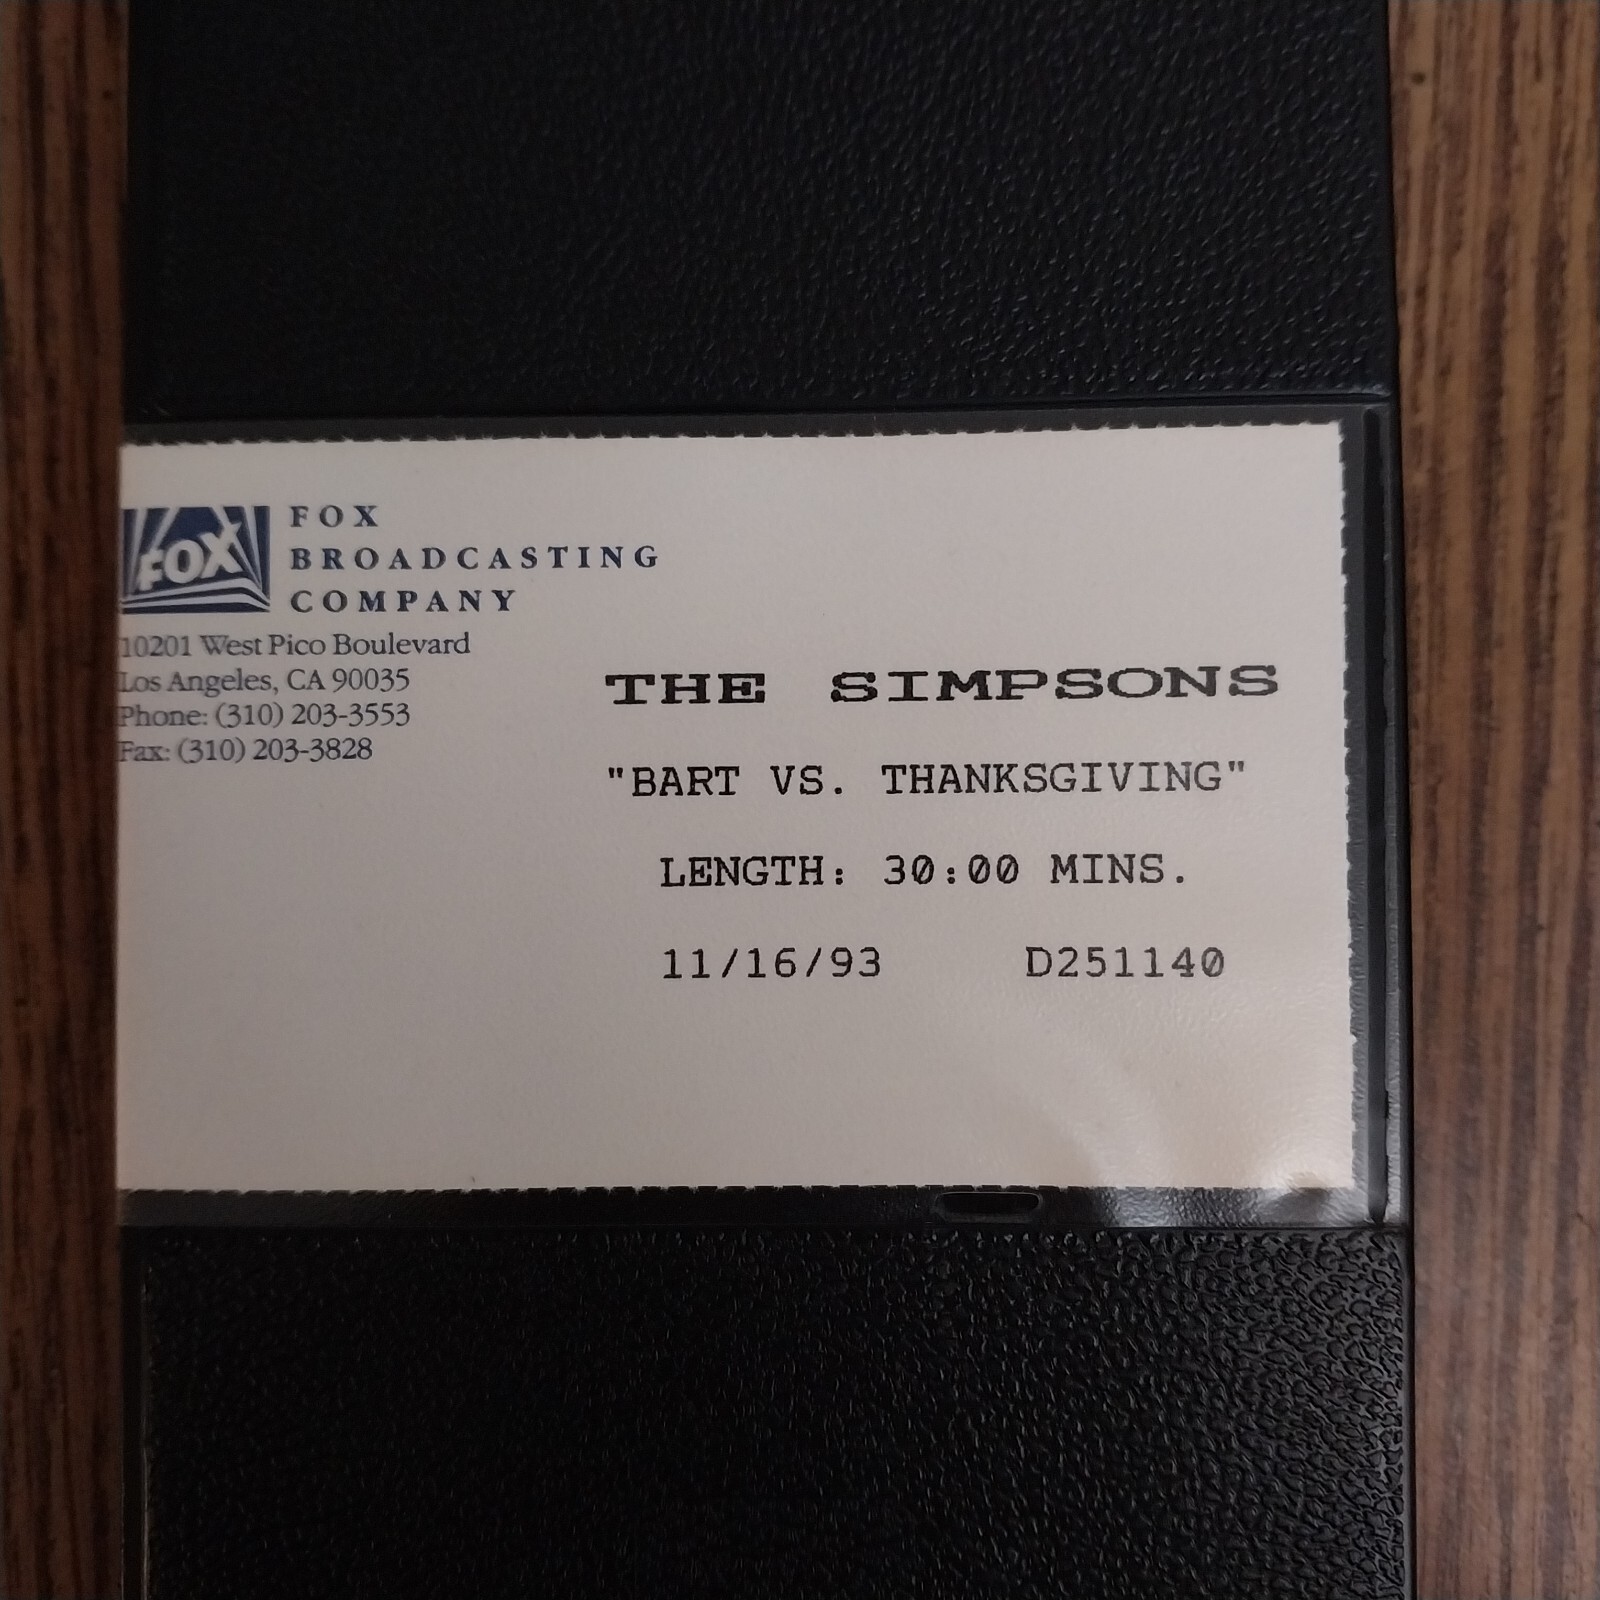 FOX
FOX
BROADCASTING
COMPANY
10201 West Pico Boulevard
Los Angeles, CA 90035
Phone: (310) 203-3553
Fax: (310) 203-3828
THE SIMPSONS
"BART VS. THANKSGIVING"
LENGTH: 30:00 MINS.
11/16/93 D251140